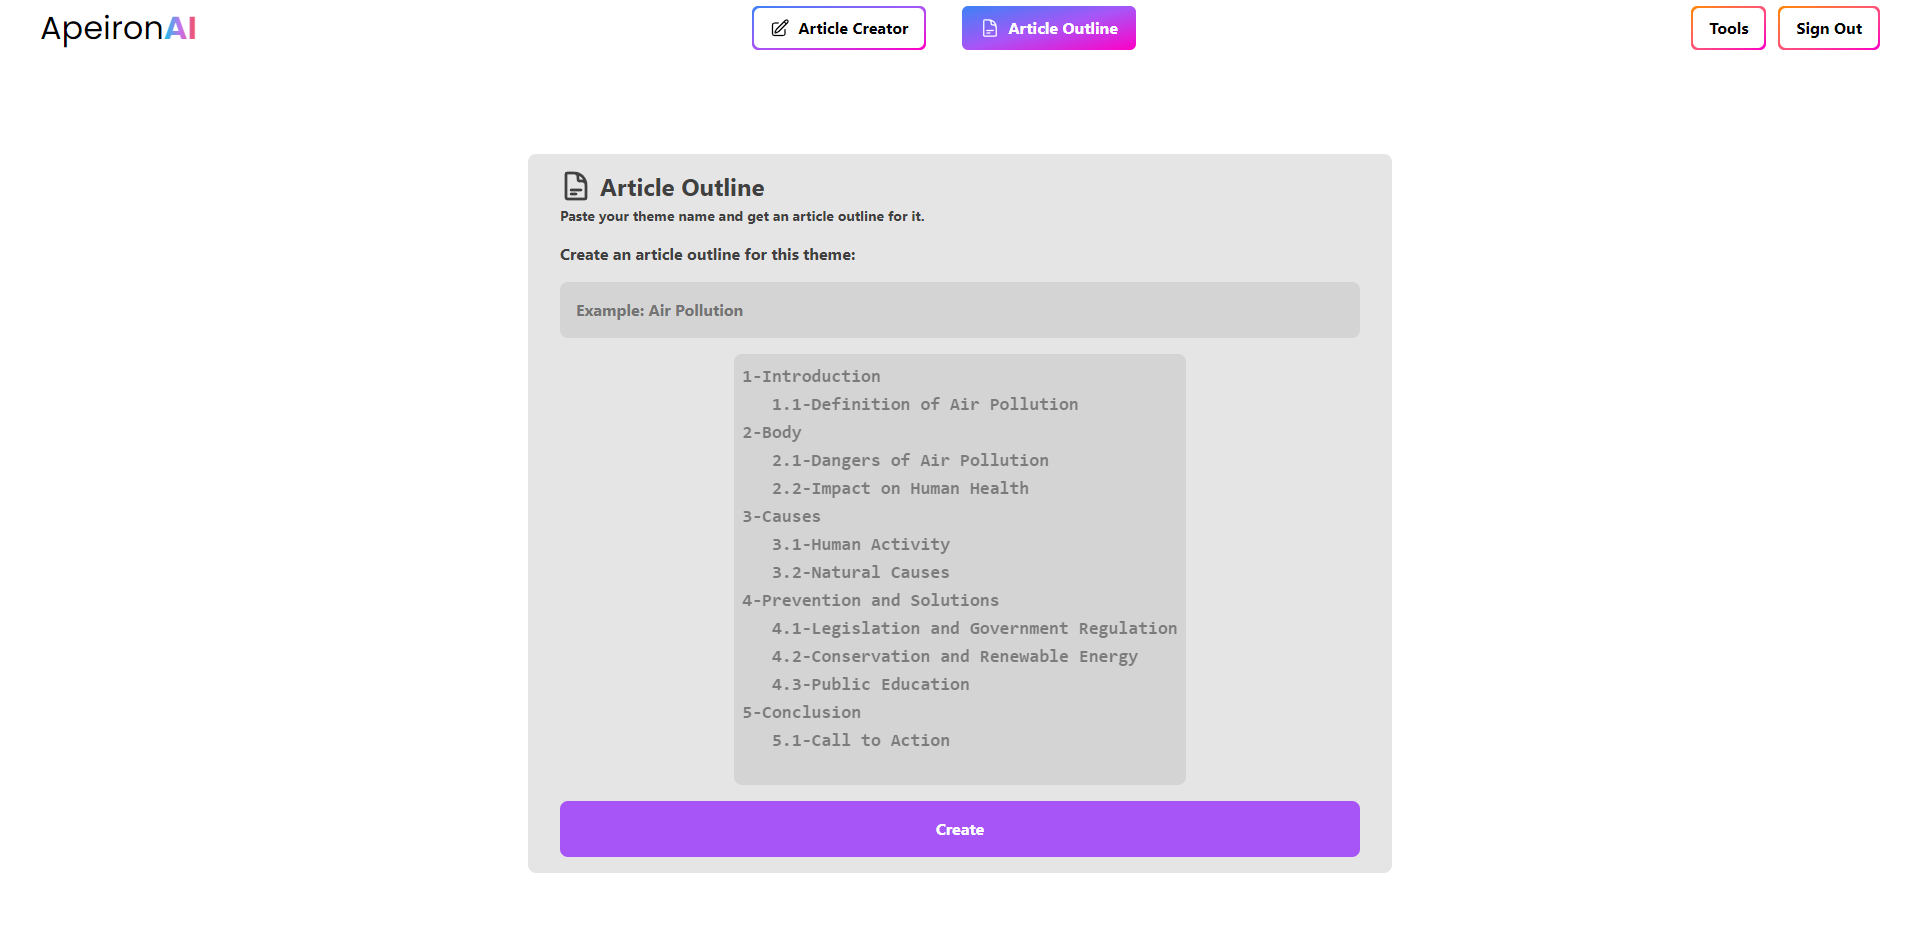 ApeironAI
Article Creator
Article Outline
Tools
Sign Out
Article Outline
Paste your theme name and get an article outline for it.
Create an article outline for this theme:
Example: Air Pollution
1-Introduction
1.1-Definition of Air Pollution
2-Body
2.1-Dangers of Air Pollution
2.2-Impact on Human Health
3-Causes
3.1-Human Activity
3.2-Natural Causes
4-Prevention and Solutions
4.1-Legislation and Government Regulation
4.2-Conservation and Renewable Energy
4.3-Public Education
5-Conclusion
5.1-Call to Action
Create